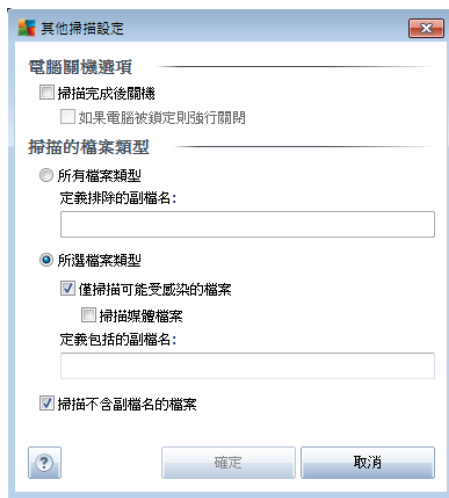 其他掃描設定
電腦關機選項
掃描完成後關機
如果電腦被鎖定則強行關閉
掃描的檔案類型
所有檔案類型
定義排除的副檔名:
所選檔案類型
僅掃描可能受感染的檔案
掃描媒體檔案
定義包括的副檔名:
掃描不含副檔名的檔案
?
確定
取消